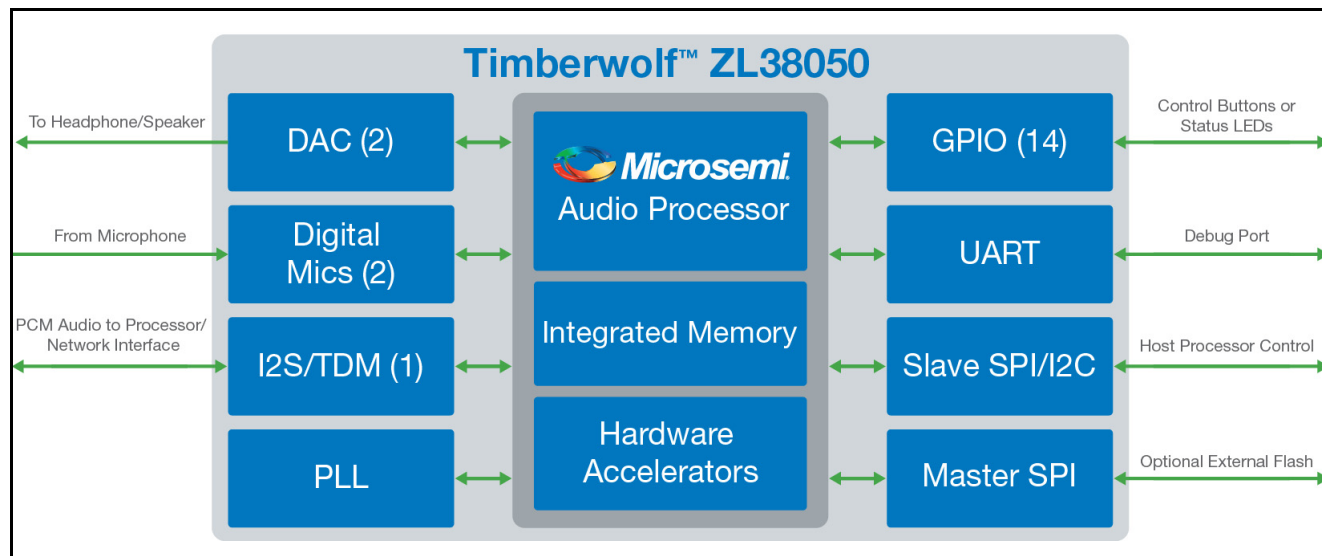 Timberwolf™ ZL38050
To Headphone/Speaker
DAC (2)
From Microphone
Digital
Mics (2)
PCM Audio to Processor/
Network Interface
I2S/TDM (1)
PLL
Microsemi.
Audio Processor
Integrated Memory
Hardware
Accelerators
GPIO (14)
Control Buttons or
Status LEDs
UART
Debug Port
Slave SPI/I2C
Host Processor Control
Master SPI
Optional External Flash